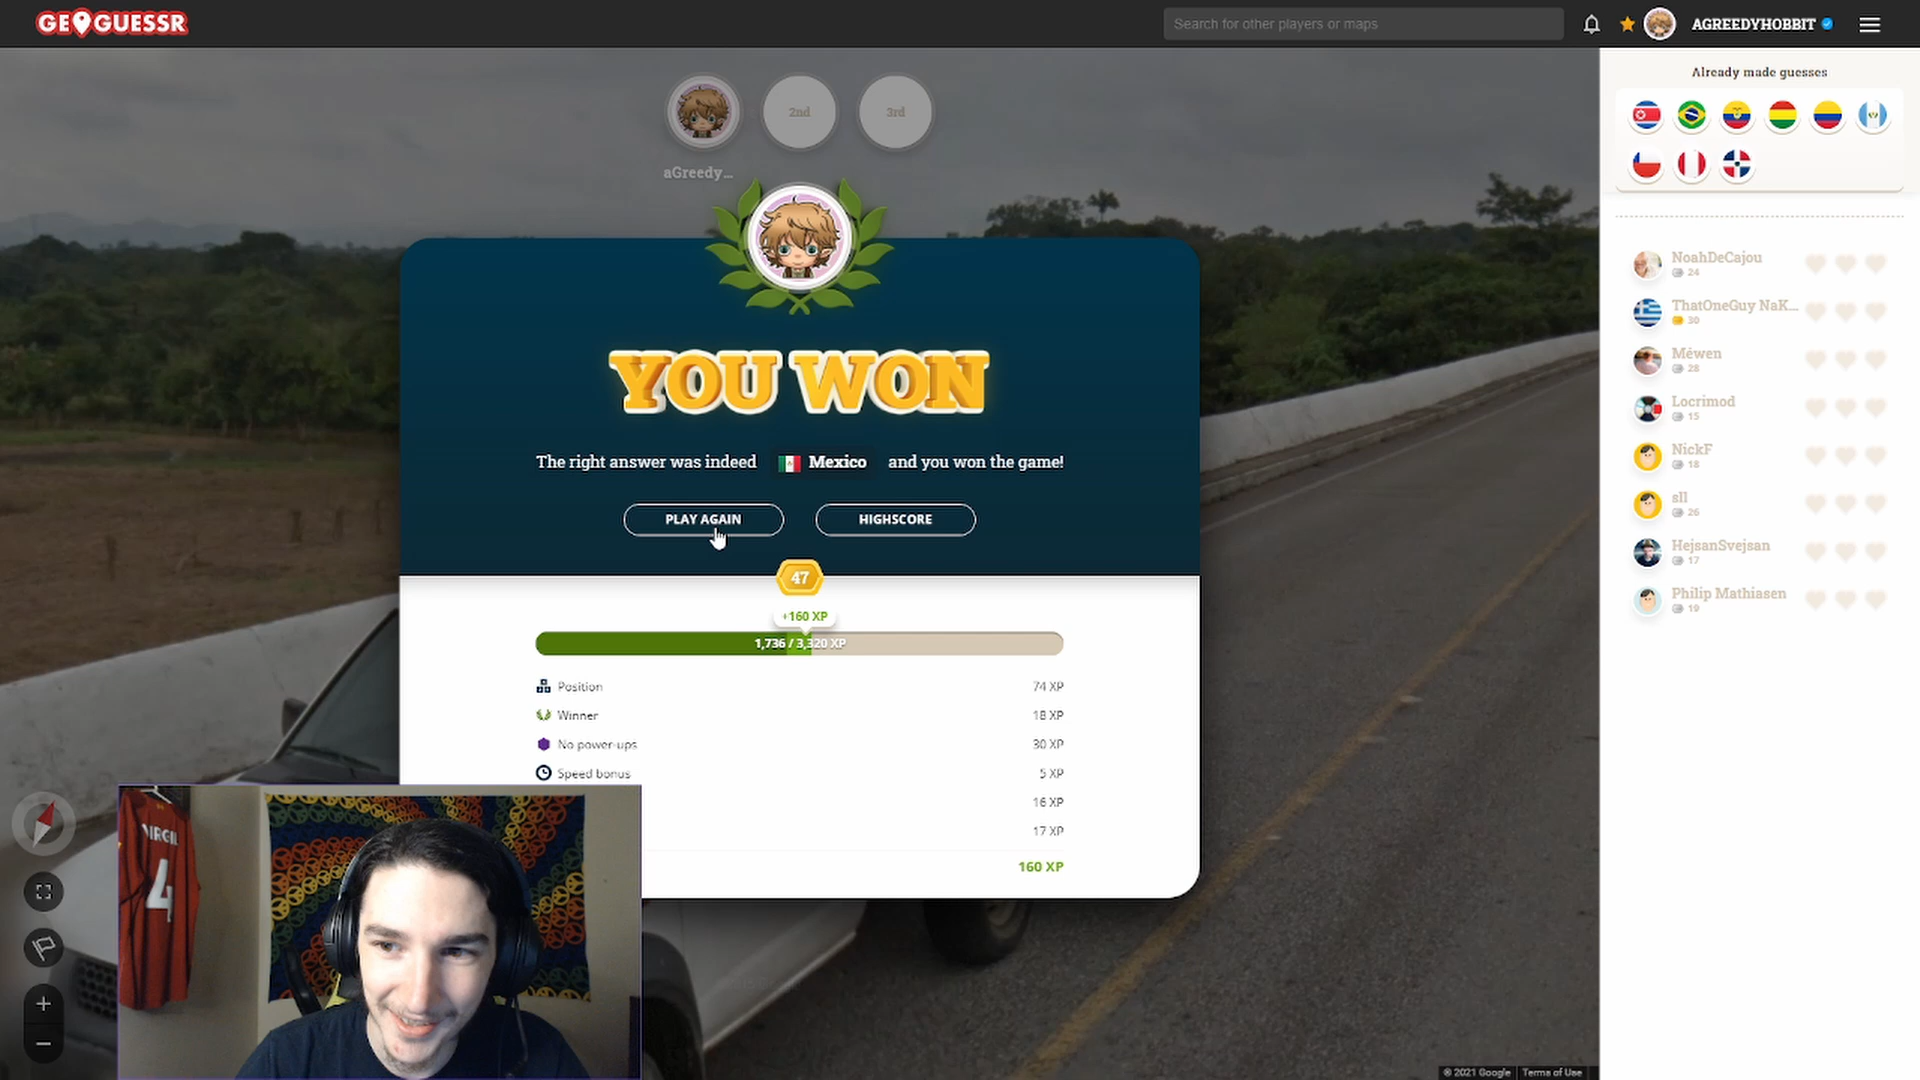 GEOGUESSR
Search for other players or maps
AGREEDYHOBBIT
Already made guesses
2nd
3rd
aGreedy...
YOU WON
The right answer was indeed Mexico and you won the game!
PLAY AGAIN
HIGHSCORE
47
+160 XP
1,736 / 3,320 XP
Position 74 XP
Winner 18 XP
No power-ups 30 XP
Speed bonus 5 XP
16 XP
17 XP
160 XP
NoahDeCajou
24
ThatOneGuy NaK...
30
Méwen
28
Locrimod
15
NickF
18
sll
26
HejsanSvejsan
17
Philip Mathiasen
19
VIRGIL
4
© 2021 Google
Terms of Use